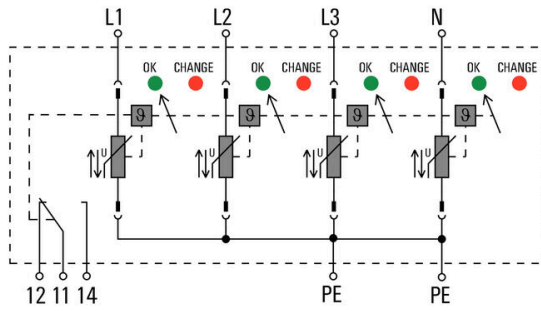 L1 L2 L3 N
OK CHANGE OK CHANGE OK CHANGE OK CHANGE
ϑ ϑ ϑ ϑ
U U U U
12 11 14 PE PE